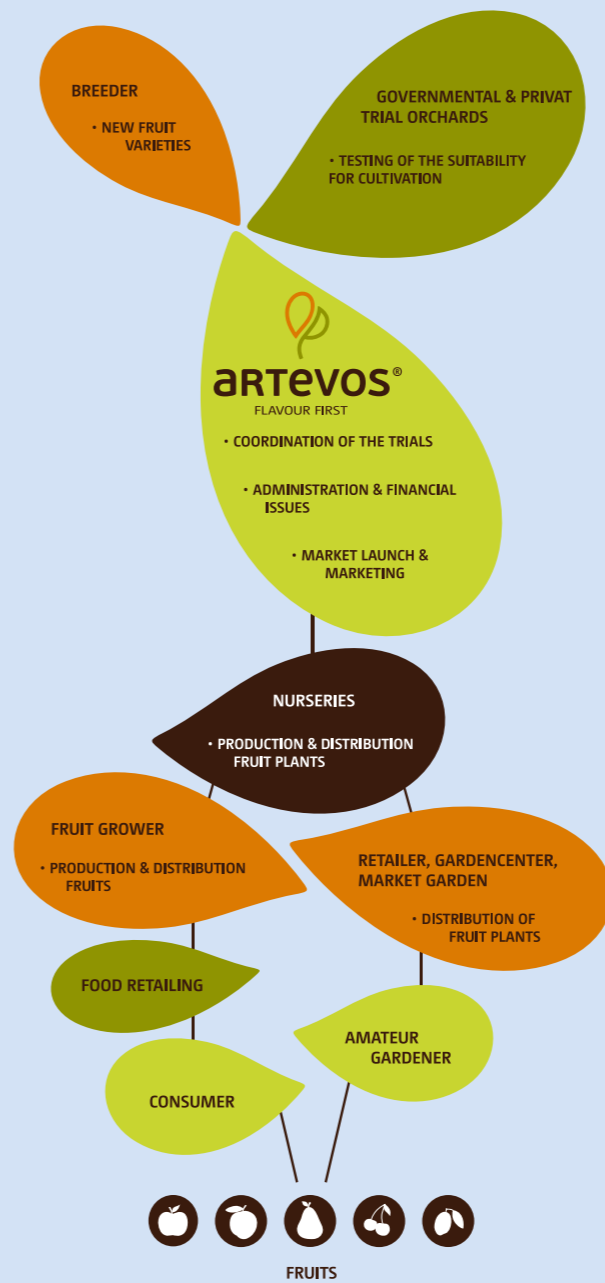 BREEDER
• NEW FRUIT
VARIETIES
GOVERNMENTAL & PRIVAT
TRIAL ORCHARDS
• TESTING OF THE SUITABILITY
FOR CULTIVATION
aRTeVOS®
FLAVOUR FIRST
• COORDINATION OF THE TRIALS
• ADMINISTRATION & FINANCIAL
ISSUES
• MARKET LAUNCH &
MARKETING
NURSERIES
• PRODUCTION & DISTRIBUTION
FRUIT PLANTS
FRUIT GROWER
• PRODUCTION & DISTRIBUTION
FRUITS
RETAILER, GARDENCENTER,
MARKET GARDEN
• DISTRIBUTION OF
FRUIT PLANTS
FOOD RETAILING
AMATEUR
GARDENER
CONSUMER
FRUITS